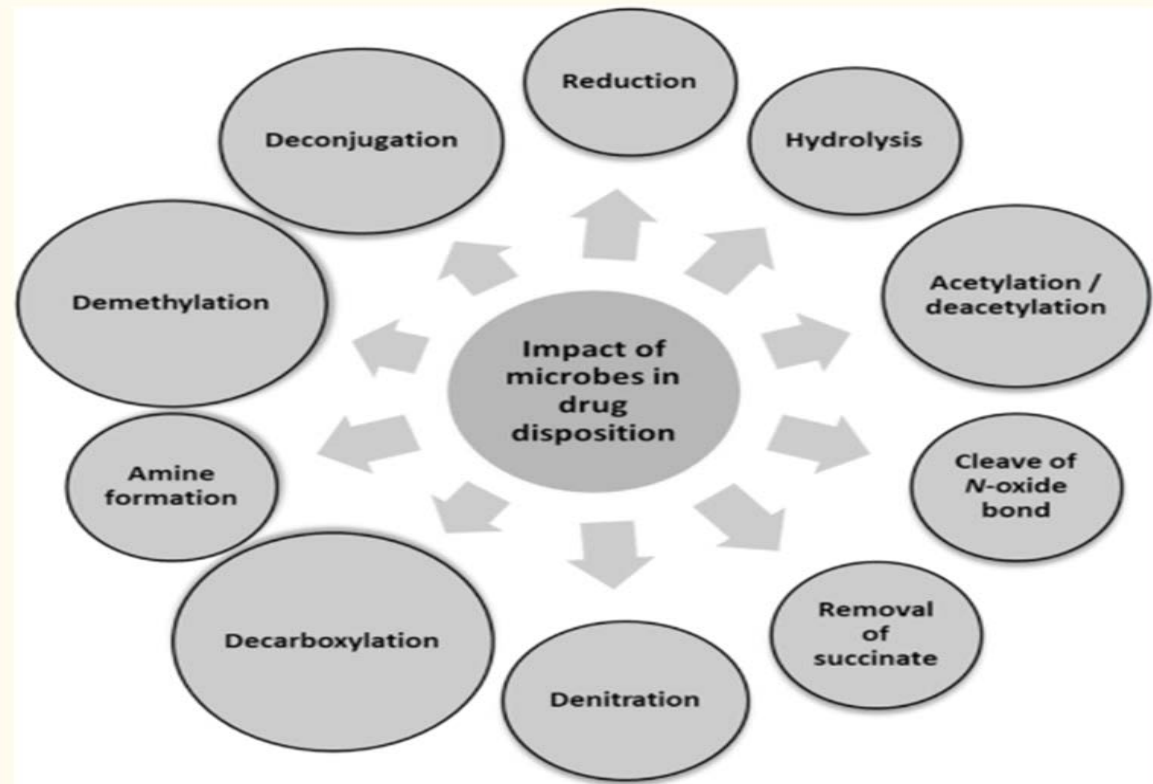 Reduction
Hydrolysis
Deconjugation
Acetylation /
deacetylation
Demethylation
Impact of
microbes in
drug
disposition
Cleave of
N-oxide
bond
Amine
formation
Removal
of
succinate
Decarboxylation
Denitration